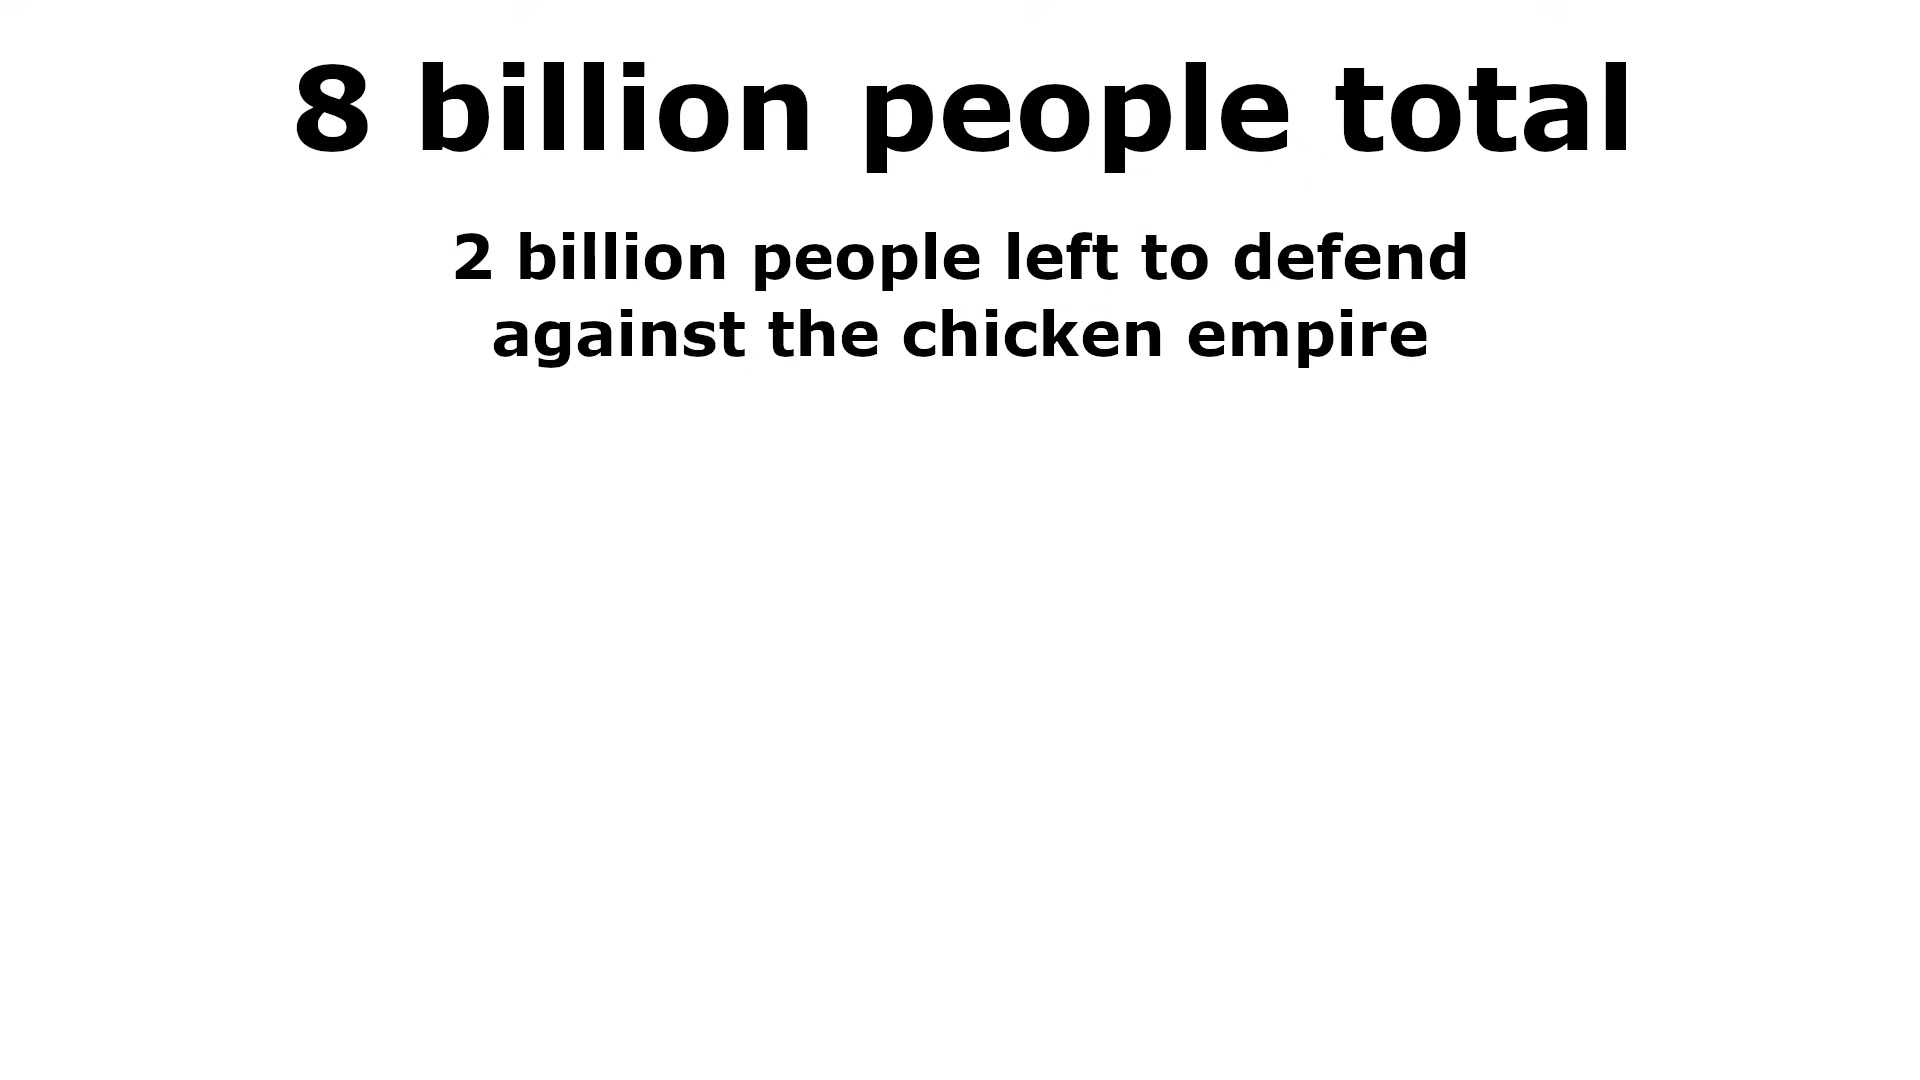 8 billion people total
2 billion people left to defend
against the chicken empire